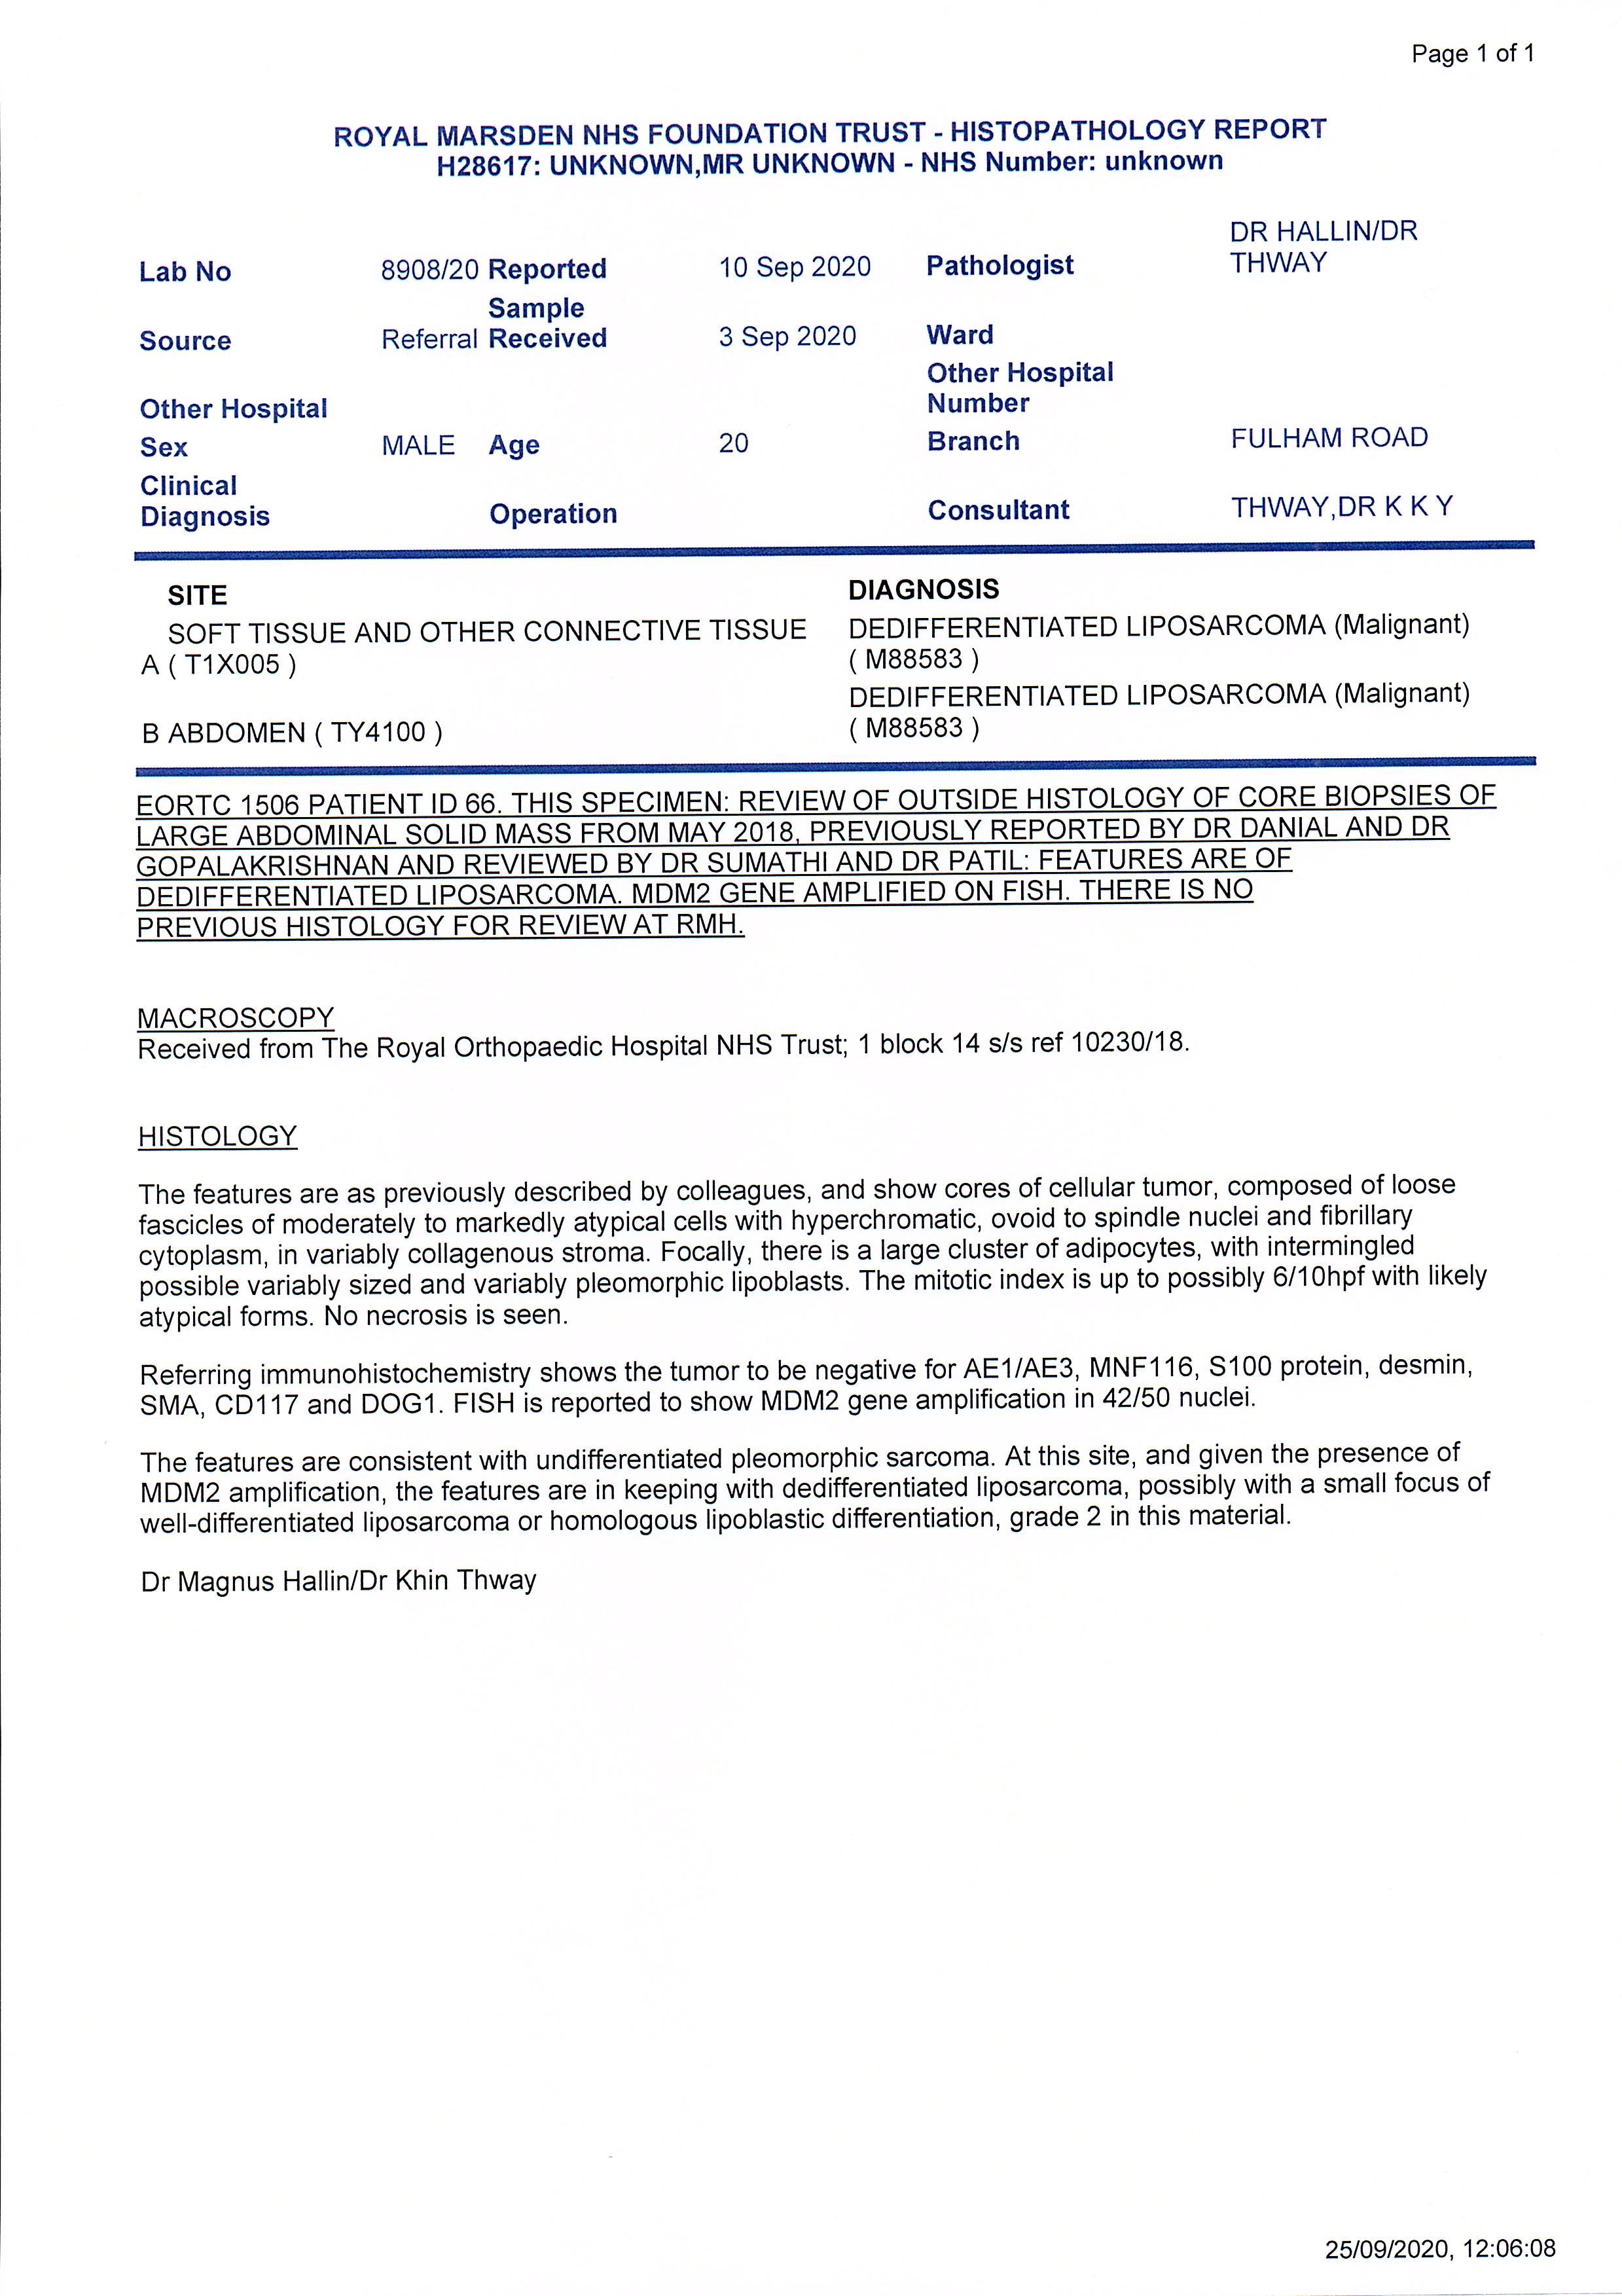 Page 1 of 1
ROYAL MARSDEN NHS FOUNDATION TRUST - HISTOPATHOLOGY REPORT
H28617: UNKNOWN,MR UNKNOWN - NHS Number: unknown
Lab No 8908/20 Reported 10 Sep 2020 Pathologist DR HALLIN/DR THWAY
Source Referral Sample Received 3 Sep 2020 Ward
Other Hospital Other Hospital Number
Sex MALE Age 20 Branch FULHAM ROAD
Clinical Diagnosis Operation Consultant THWAY,DR K K Y
SITE DIAGNOSIS
SOFT TISSUE AND OTHER CONNECTIVE TISSUE DEDIFFERENTIATED LIPOSARCOMA (Malignant)
A ( T1X005 ) ( M88583 )
DEDIFFERENTIATED LIPOSARCOMA (Malignant)
B ABDOMEN ( TY4100 ) ( M88583 )
EORTC 1506 PATIENT ID 66. THIS SPECIMEN: REVIEW OF OUTSIDE HISTOLOGY OF CORE BIOPSIES OF
LARGE ABDOMINAL SOLID MASS FROM MAY 2018, PREVIOUSLY REPORTED BY DR DANIAL AND DR
GOPALAKRISHNAN AND REVIEWED BY DR SUMATHI AND DR PATIL: FEATURES ARE OF
DEDIFFERENTIATED LIPOSARCOMA. MDM2 GENE AMPLIFIED ON FISH. THERE IS NO
PREVIOUS HISTOLOGY FOR REVIEW AT RMH.
MACROSCOPY
Received from The Royal Orthopaedic Hospital NHS Trust; 1 block 14 s/s ref 10230/18.
HISTOLOGY
The features are as previously described by colleagues, and show cores of cellular tumor, composed of loose
fascicles of moderately to markedly atypical cells with hyperchromatic, ovoid to spindle nuclei and fibrillary
cytoplasm, in variably collagenous stroma. Focally, there is a large cluster of adipocytes, with intermingled
possible variably sized and variably pleomorphic lipoblasts. The mitotic index is up to possibly 6/10hpf with likely
atypical forms. No necrosis is seen.
Referring immunohistochemistry shows the tumor to be negative for AE1/AE3, MNF116, S100 protein, desmin,
SMA, CD117 and DOG1. FISH is reported to show MDM2 gene amplification in 42/50 nuclei.
The features are consistent with undifferentiated pleomorphic sarcoma. At this site, and given the presence of
MDM2 amplification, the features are in keeping with dedifferentiated liposarcoma, possibly with a small focus of
well-differentiated liposarcoma or homologous lipoblastic differentiation, grade 2 in this material.
Dr Magnus Hallin/Dr Khin Thway
25/09/2020, 12:06:08